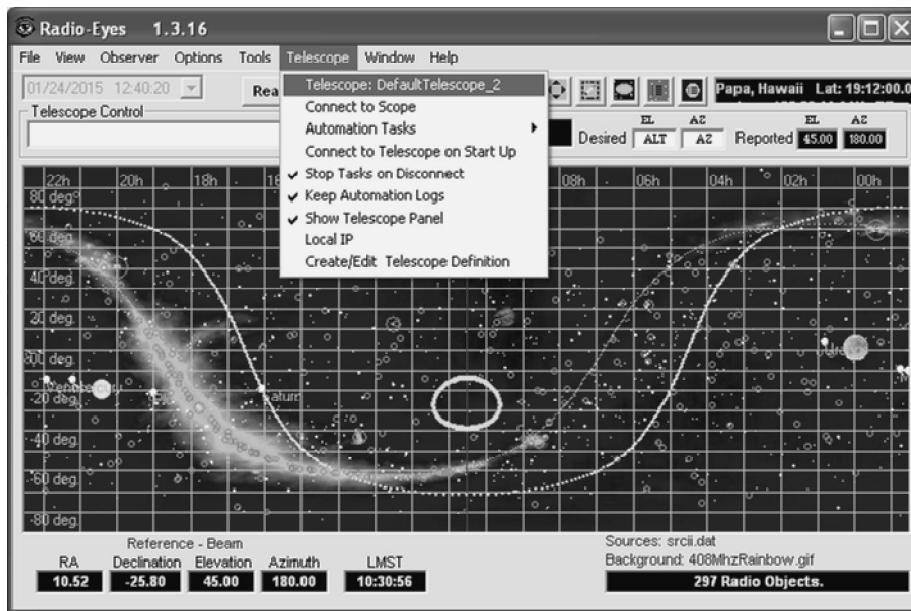 Radio-Eyes 1.3.16
File View Observer Options Tools Telescope Window Help
01/24/2015 12:40:20
Rea
Papa, Hawaii Lat: 19:12:00.0
Telescope Control
Telescope: DefaultTelescope_2
Connect to Scope
Automation Tasks
Connect to Telescope on Start Up
Stop Tasks on Disconnect
Keep Automation Logs
Show Telescope Panel
Local IP
Create/Edit Telescope Definition
EL AZ EL AZ
Desired ALT AZ Reported 45.00 180.00
22h 20h 18h 16 08h 06h 04h 02h 00h
80 deg.
60 deg.
40 deg.
20 deg.
00 deg.
-20 deg.
-40 deg.
-60 deg.
-80 deg.
Reference - Beam
RA Declination Elevation Azimuth LMST
10.52 -25.80 45.00 180.00 10:30:56
Sources: srcii.dat
Background: 408MhzRainbow.gif
297 Radio Objects.